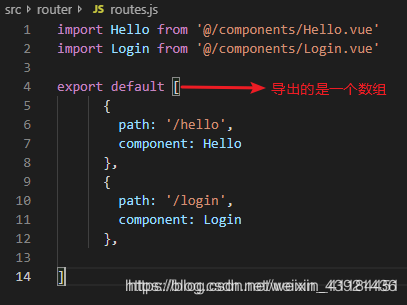 src > router > JS routes.js
1 import Hello from '@/components/Hello.vue'
2 import Login from '@/components/Login.vue'
3
4 export default [ 导出的是一个数组
5 {
6 path: '/hello',
7 component: Hello
8 },
9 {
10 path: '/login',
11 component: Login
12 },
13
14 ]
https://blog.csdn.net/weixin_